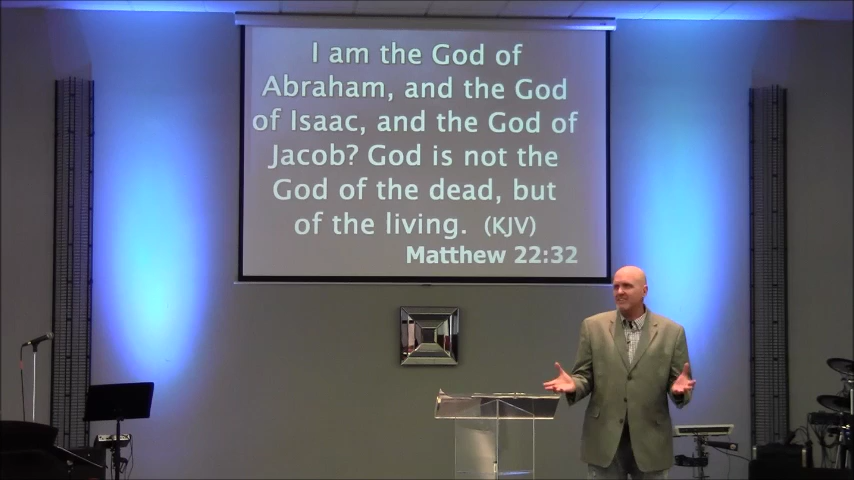 I am the God of
Abraham, and the God
of Isaac, and the God of
Jacob? God is not the
God of the dead, but
of the living. (KJV)
Matthew 22:32